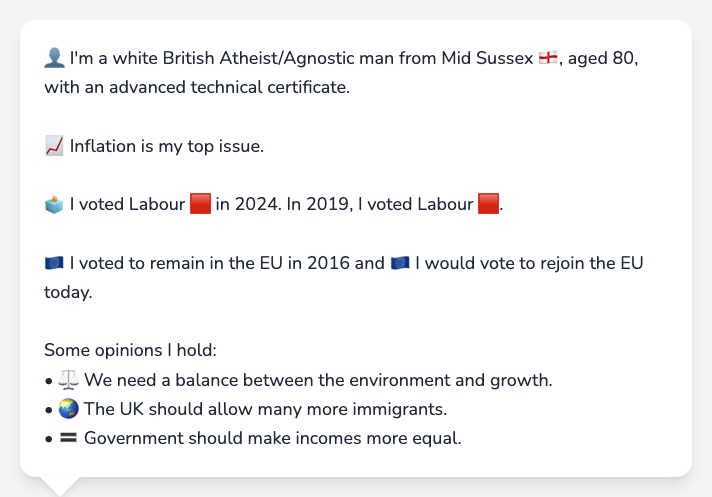 👤 I'm a white British Atheist/Agnostic man from Mid Sussex 🏴󠁧󠁢󠁥󠁮󠁧󠁿, aged 80,
with an advanced technical certificate.
📈 Inflation is my top issue.
🗳️ I voted Labour 🟥 in 2024. In 2019, I voted Labour 🟥.
🇪🇺 I voted to remain in the EU in 2016 and 🇪🇺 I would vote to rejoin the EU
today.
Some opinions I hold:
• ⚖️ We need a balance between the environment and growth.
• 🌏 The UK should allow many more immigrants.
• 🟰 Government should make incomes more equal.